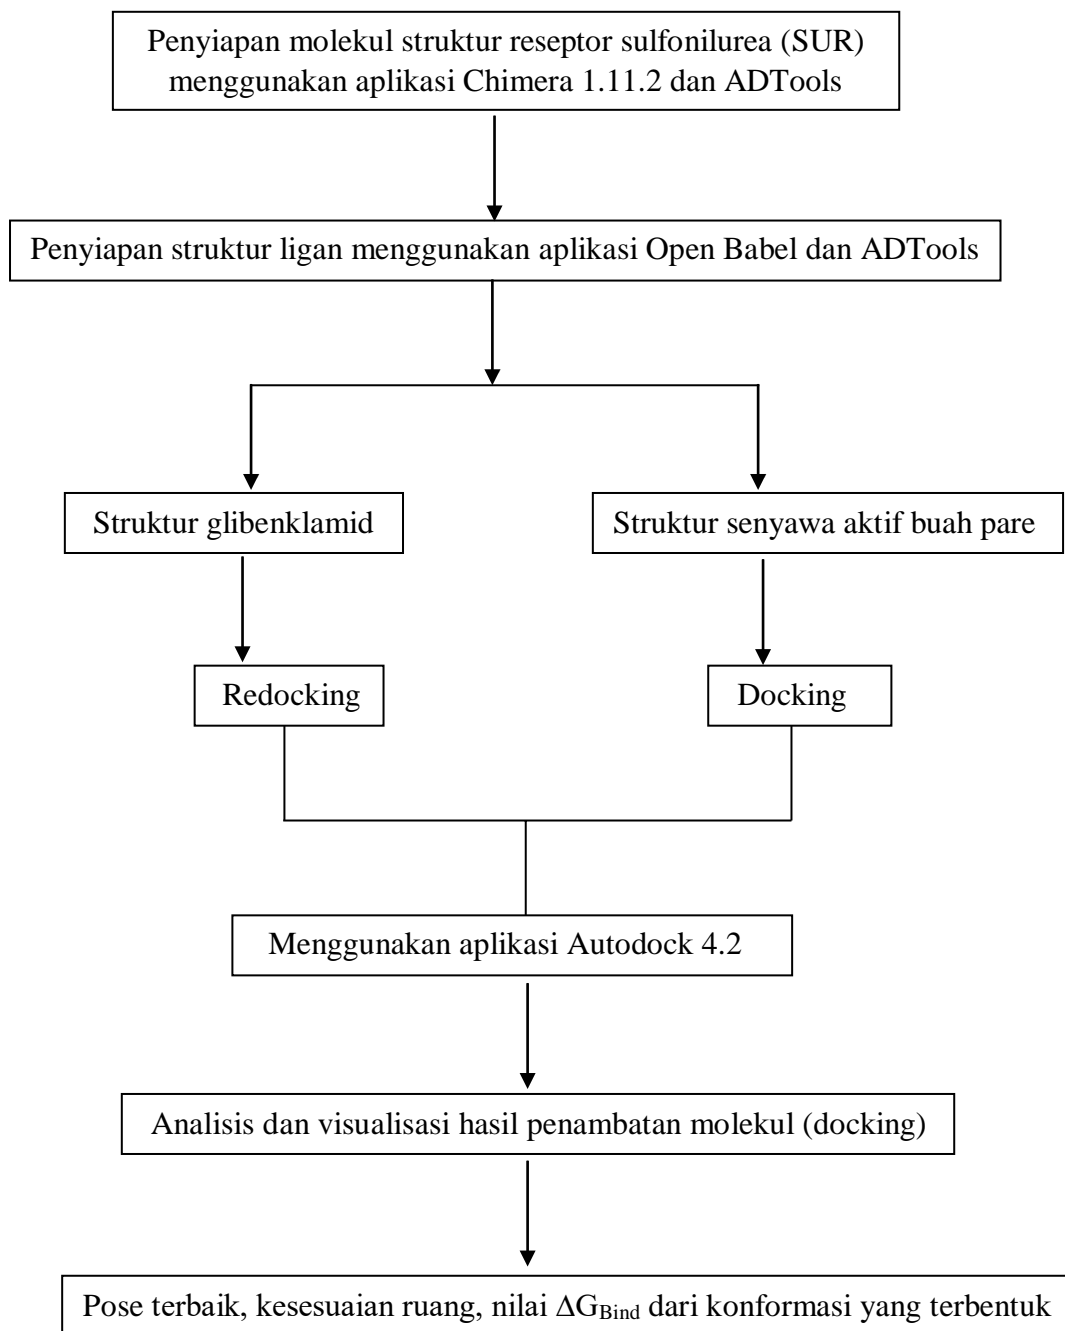 Penyiapan molekul struktur reseptor sulfonilurea (SUR)
menggunakan aplikasi Chimera 1.11.2 dan ADTools
Penyiapan struktur ligan menggunakan aplikasi Open Babel dan ADTools
Struktur glibenklamid
Struktur senyawa aktif buah pare
Redocking
Docking
Menggunakan aplikasi Autodock 4.2
Analisis dan visualisasi hasil penambatan molekul (docking)
Pose terbaik, kesesuaian ruang, nilai ΔGBind dari konformasi yang terbentuk